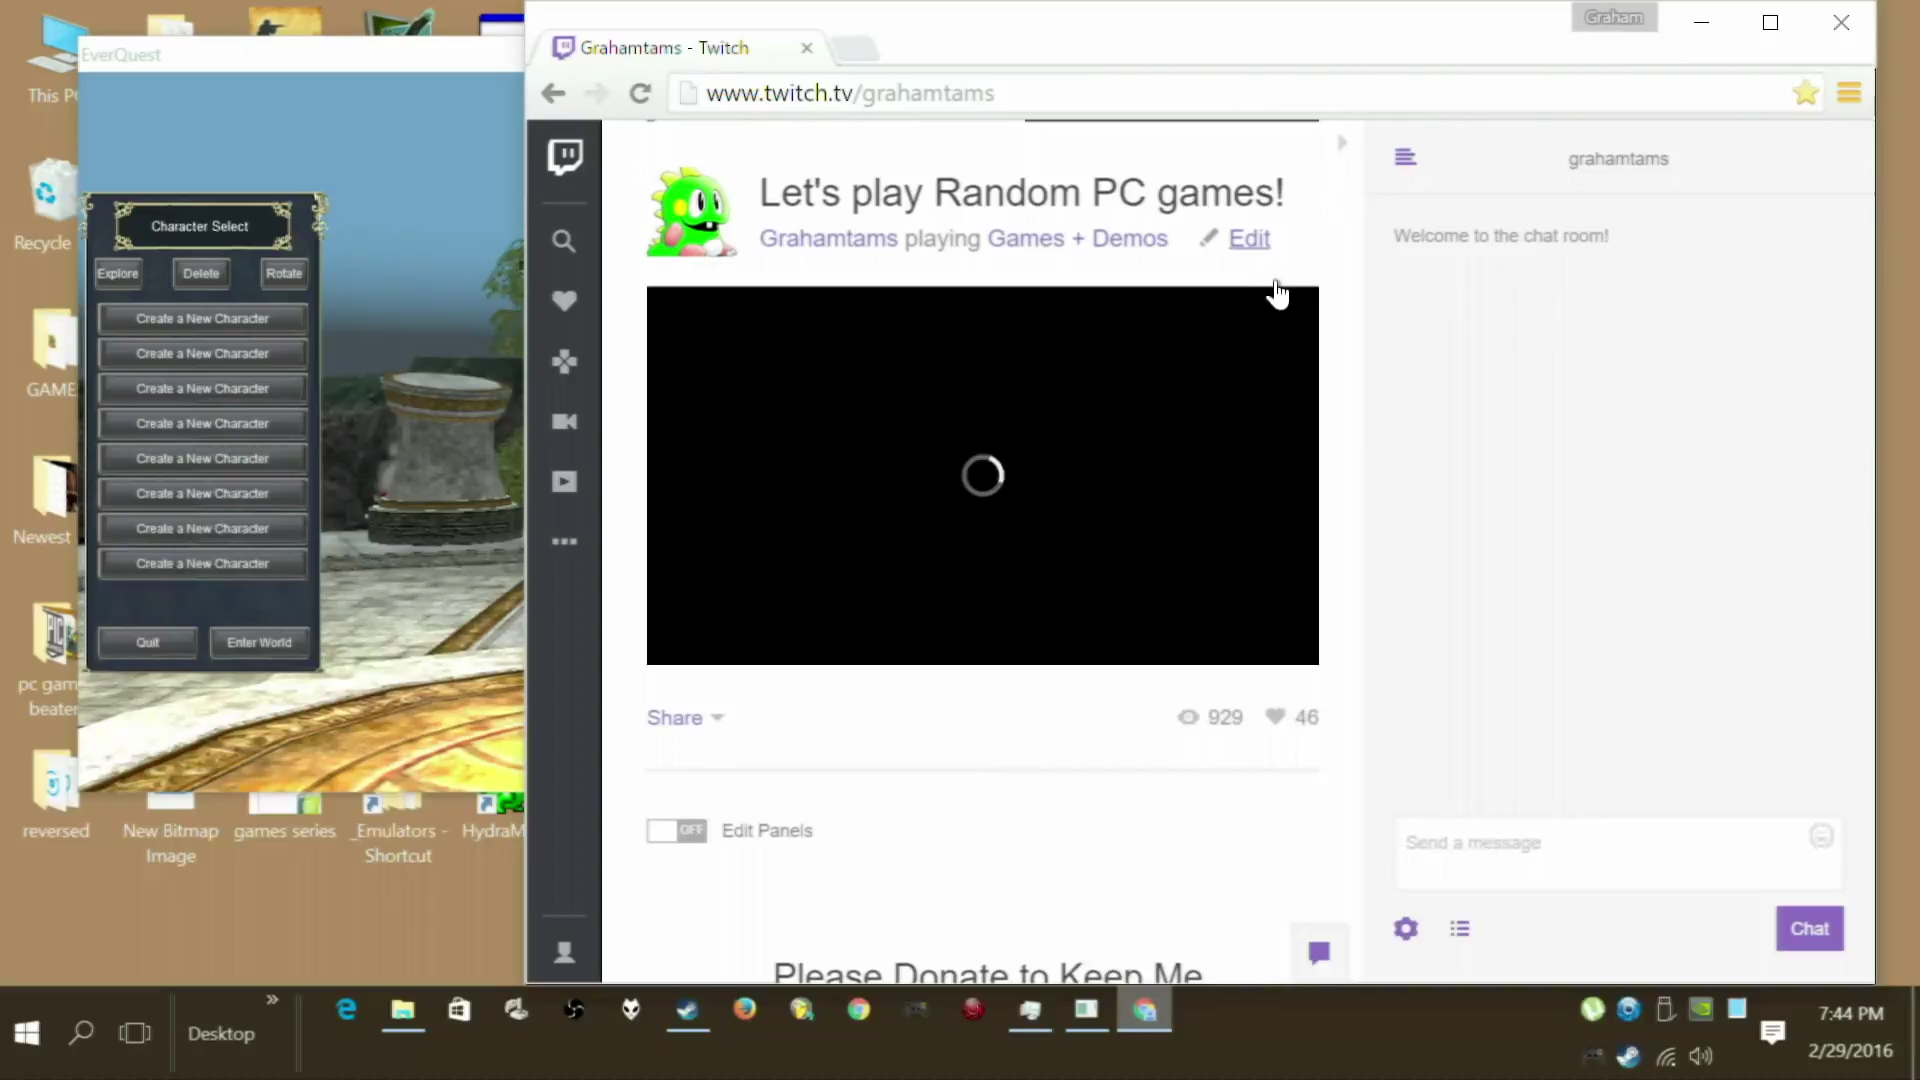 Graham
Grahamtams - Twitch
www.twitch.tv/grahamtams
EverQuest
This P
Recycle
GAME
Newest
pc gam
beater
reversed
New Bitmap
Image
games series
_Emulators -
Shortcut
HydraM
Character Select
Explore
Delete
Rotate
Create a New Character
Create a New Character
Create a New Character
Create a New Character
Create a New Character
Create a New Character
Create a New Character
Create a New Character
Quit
Enter World
Let's play Random PC games!
Grahamtams playing Games + Demos
Edit
Share
929
46
OFF
Edit Panels
Please Donate to Keep Me
grahamtams
Welcome to the chat room!
Send a message
Chat
Desktop
7:44 PM
2/29/2016